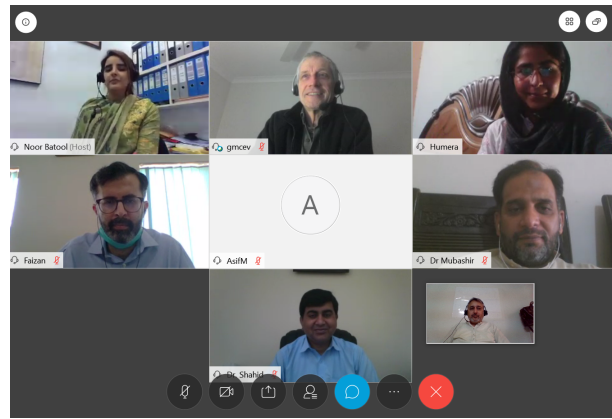 Noor Batool (Host)
gmcev
Humera
Faizan
A
AsifM
Dr Mubashir
Dr. Shahid